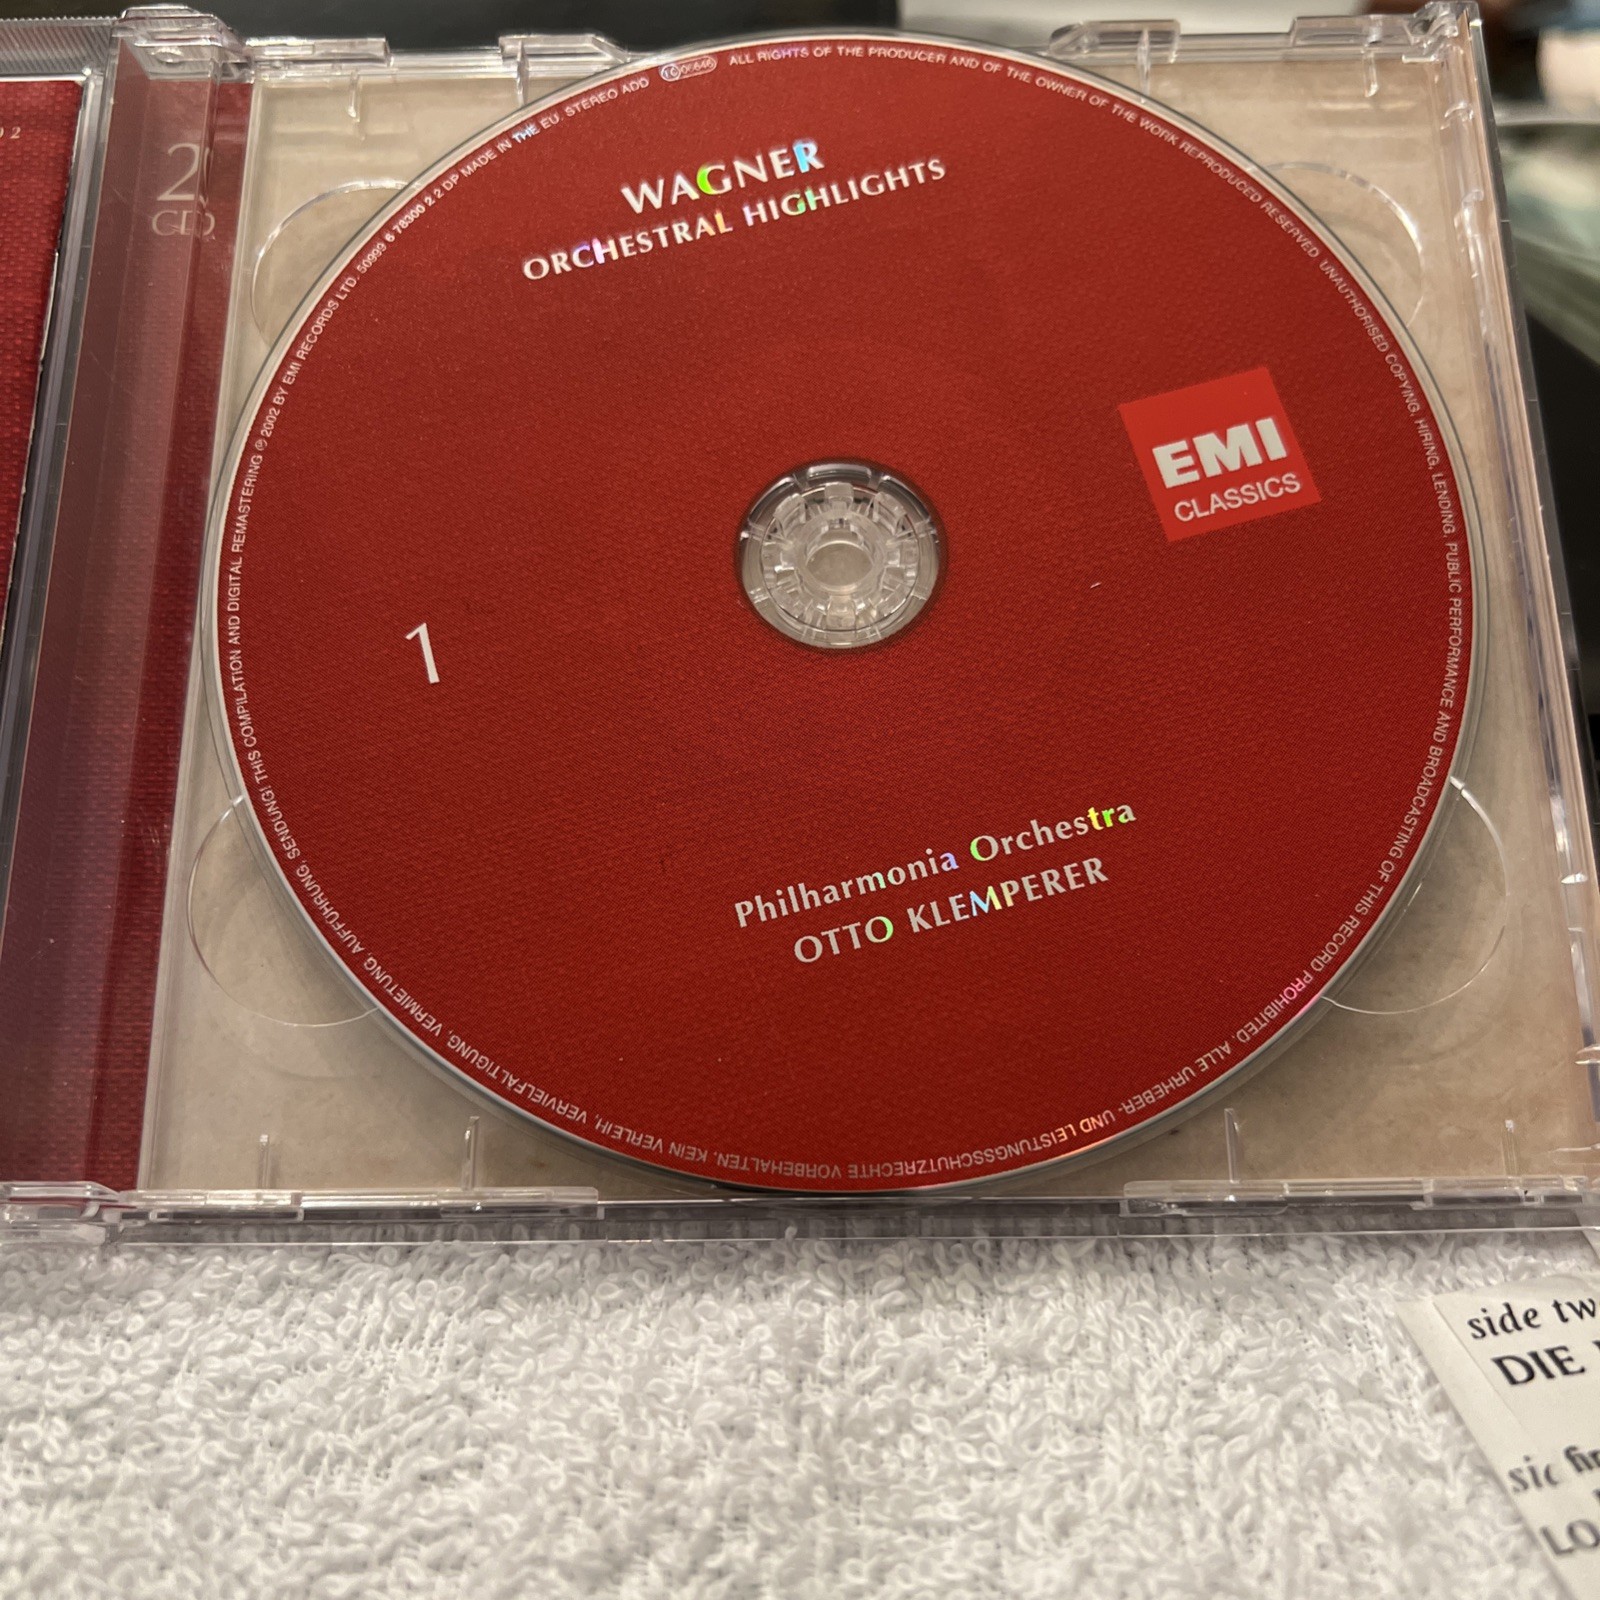 2
CD
WAGNER
ORCHESTRAL HIGHLIGHTS
EMI
CLASSICS
1
Philharmonia Orchestra
OTTO KLEMPERER
THIS COMPILATION AND DIGITAL REMASTERING ℗ 2002 BY EMI RECORDS LTD. 50999 6 78300 2.2 DP MADE IN THE EU. STEREO ADD LC 06646 ALL RIGHTS OF THE PRODUCER AND OF THE OWNER OF THE WORK REPRODUCED RESERVED. UNAUTHORISED COPYING, HIRING, LENDING, PUBLIC PERFORMANCE AND BROADCASTING OF THIS RECORD PROHIBITED. ALLE URHEBER- UND LEISTUNGSSCHUTZRECHTE VORBEHALTEN. KEIN VERLEIH, VERVIELFÄLTIGUNG, VERMIETUNG, AUFFÜHRUNG, SENDUNG!
side tw
DIE
LO